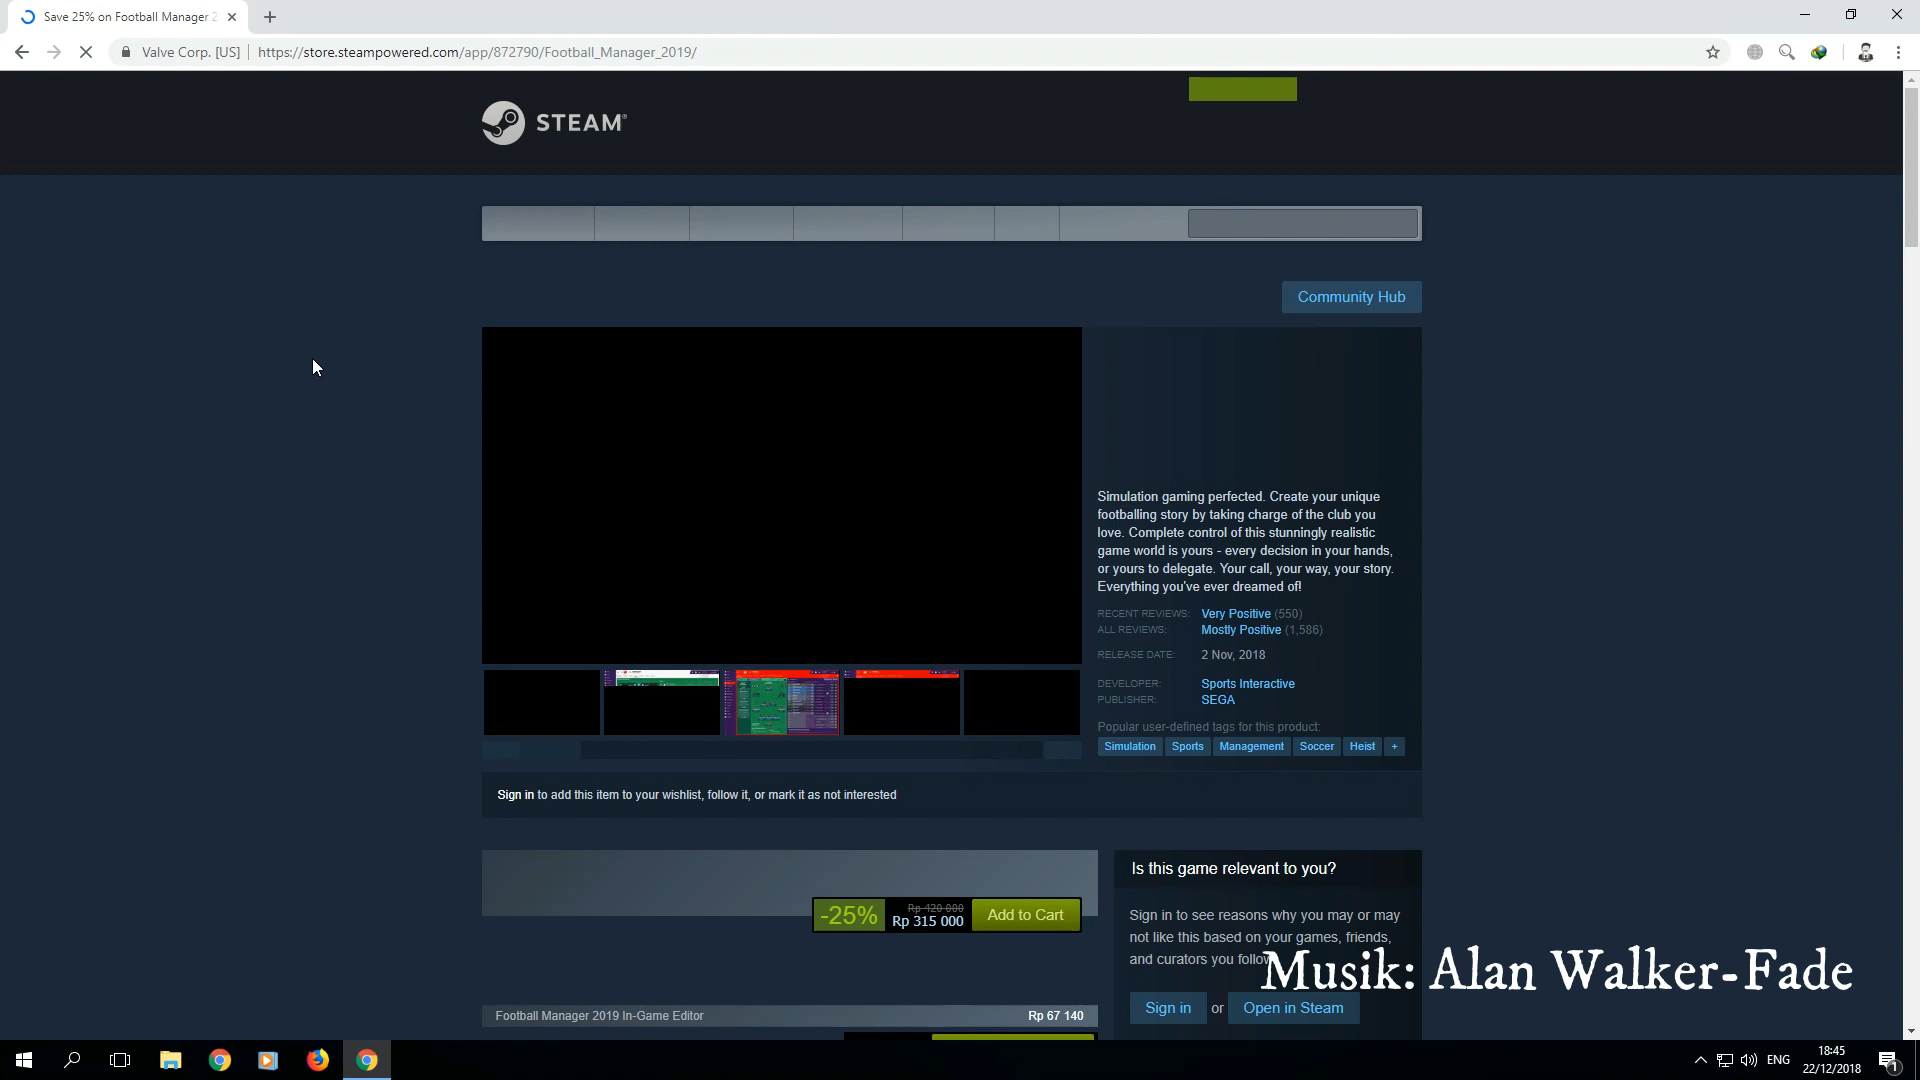 Save 25% on Football Manager 2
Valve Corp. [US]
https://store.steampowered.com/app/872790/Football_Manager_2019/
STEAM®
Community Hub
Simulation gaming perfected. Create your unique
footballing story by taking charge of the club you
love. Complete control of this stunningly realistic
game world is yours - every decision in your hands,
or yours to delegate. Your call, your way, your story.
Everything you've ever dreamed of!
RECENT REVIEWS: Very Positive (550)
ALL REVIEWS: Mostly Positive (1,586)
RELEASE DATE: 2 Nov, 2018
DEVELOPER: Sports Interactive
PUBLISHER: SEGA
Popular user-defined tags for this product:
Simulation Sports Management Soccer Heist +
Sign in to add this item to your wishlist, follow it, or mark it as not interested
-25% Rp 420 000
Rp 315 000
Add to Cart
Is this game relevant to you?
Sign in to see reasons why you may or may
not like this based on your games, friends,
and curators you follow
Sign in or Open in Steam
Football Manager 2019 In-Game Editor Rp 67 140
Musik: Alan Walker-Fade
ENG
18:45
22/12/2018
1